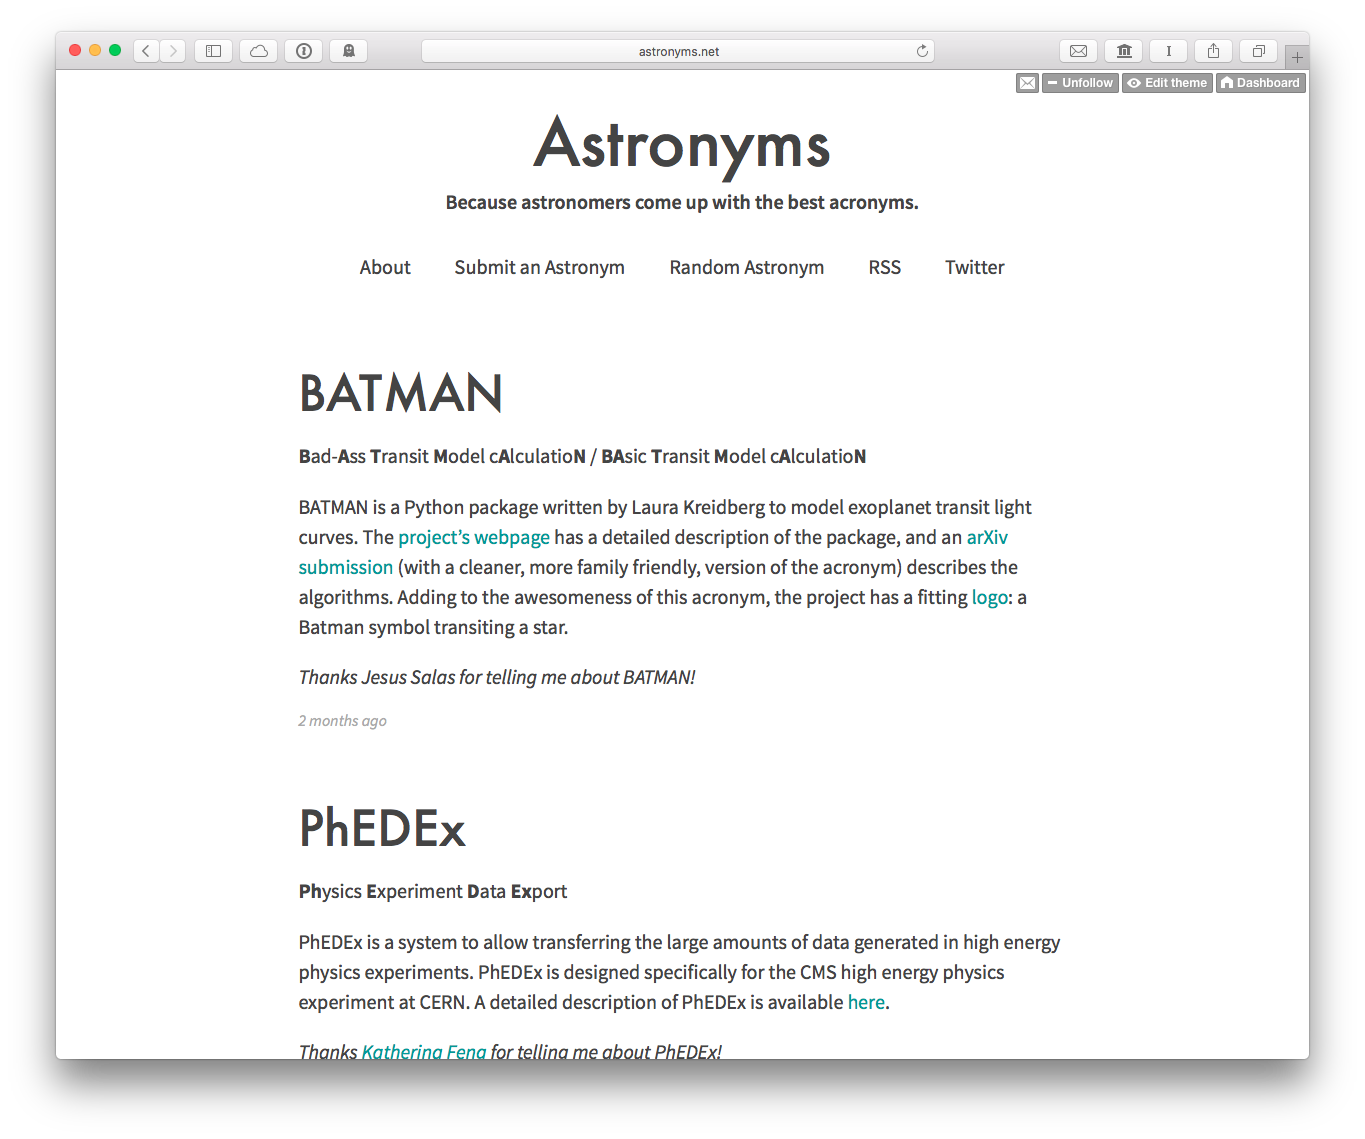 astronyms.net
Unfollow Edit theme Dashboard
Astronyms
Because astronomers come up with the best acronyms.
About Submit an Astronym Random Astronym RSS Twitter
BATMAN
Bad-Ass Transit Model cAlculatioN / BAsic Transit Model cAlculatioN
BATMAN is a Python package written by Laura Kreidberg to model exoplanet transit light
curves. The project’s webpage has a detailed description of the package, and an arXiv
submission (with a cleaner, more family friendly, version of the acronym) describes the
algorithms. Adding to the awesomeness of this acronym, the project has a fitting logo: a
Batman symbol transiting a star.
Thanks Jesus Salas for telling me about BATMAN!
2 months ago
PhEDEx
Physics Experiment Data Export
PhEDEx is a system to allow transferring the large amounts of data generated in high energy
physics experiments. PhEDEx is designed specifically for the CMS high energy physics
experiment at CERN. A detailed description of PhEDEx is available here.
Thanks Katherina Feng for telling me about PhEDEx!